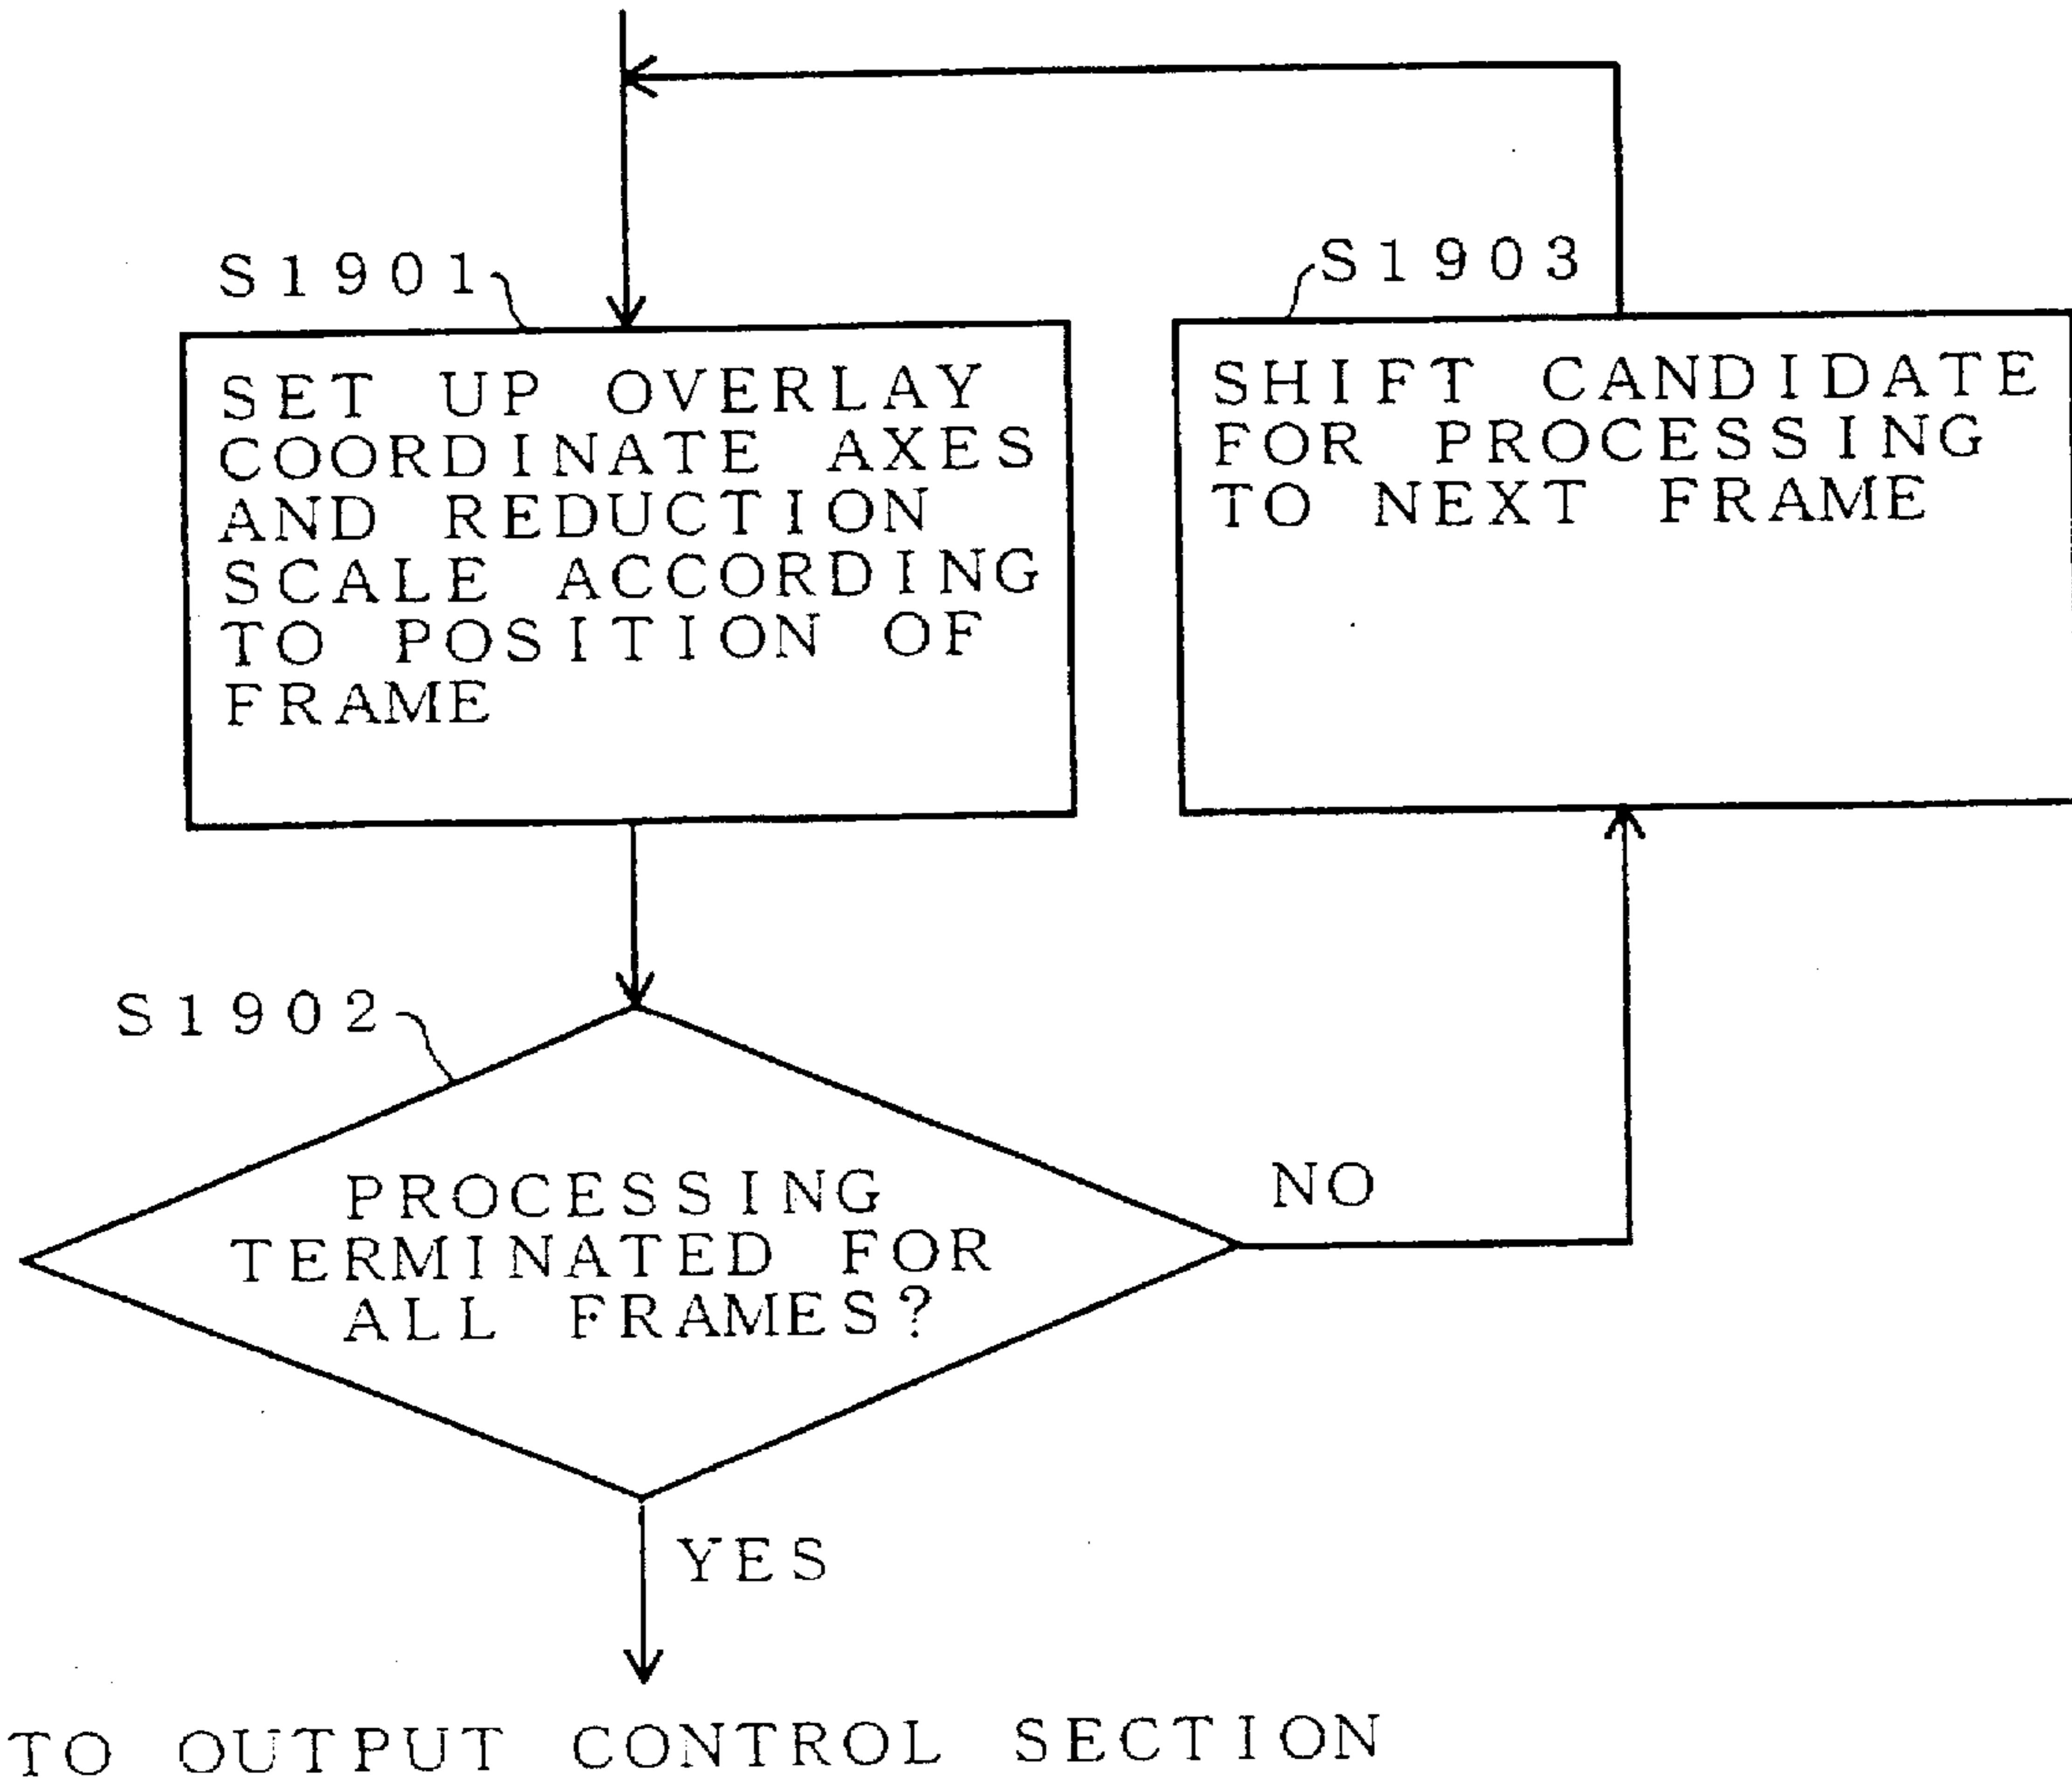 S1901
SET UP OVERLAY
COORDINATE AXES
AND REDUCTION
SCALE ACCORDING
TO POSITION OF
FRAME
S1903
SHIFT CANDIDATE
FOR PROCESSING
TO NEXT FRAME
S1902
PROCESSING
TERMINATED FOR
ALL FRAMES?
NO
YES
TO OUTPUT CONTROL SECTION